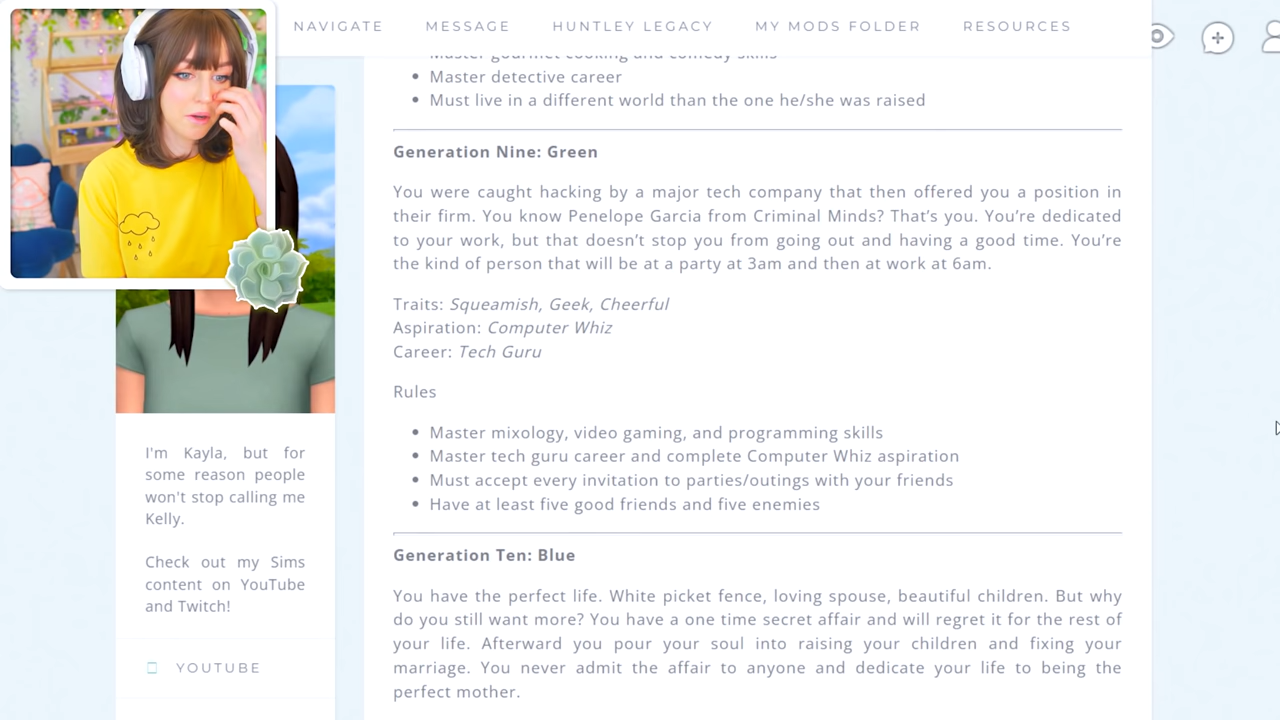 NAVIGATE MESSAGE HUNTLEY LEGACY MY MODS FOLDER RESOURCES
Master gourmet cooking and comedy skills
Master detective career
Must live in a different world than the one he/she was raised
Generation Nine: Green
You were caught hacking by a major tech company that then offered you a position in
their firm. You know Penelope Garcia from Criminal Minds? That’s you. You’re dedicated
to your work, but that doesn’t stop you from going out and having a good time. You’re
the kind of person that will be at a party at 3am and then at work at 6am.
Traits: Squeamish, Geek, Cheerful
Aspiration: Computer Whiz
Career: Tech Guru
Rules
Master mixology, video gaming, and programming skills
Master tech guru career and complete Computer Whiz aspiration
Must accept every invitation to parties/outings with your friends
Have at least five good friends and five enemies
Generation Ten: Blue
You have the perfect life. White picket fence, loving spouse, beautiful children. But why
do you still want more? You have a one time secret affair and will regret it for the rest of
your life. Afterward you pour your soul into raising your children and fixing your
marriage. You never admit the affair to anyone and dedicate your life to being the
perfect mother.
I'm Kayla, but for
some reason people
won't stop calling me
Kelly.
Check out my Sims
content on YouTube
and Twitch!
YOUTUBE